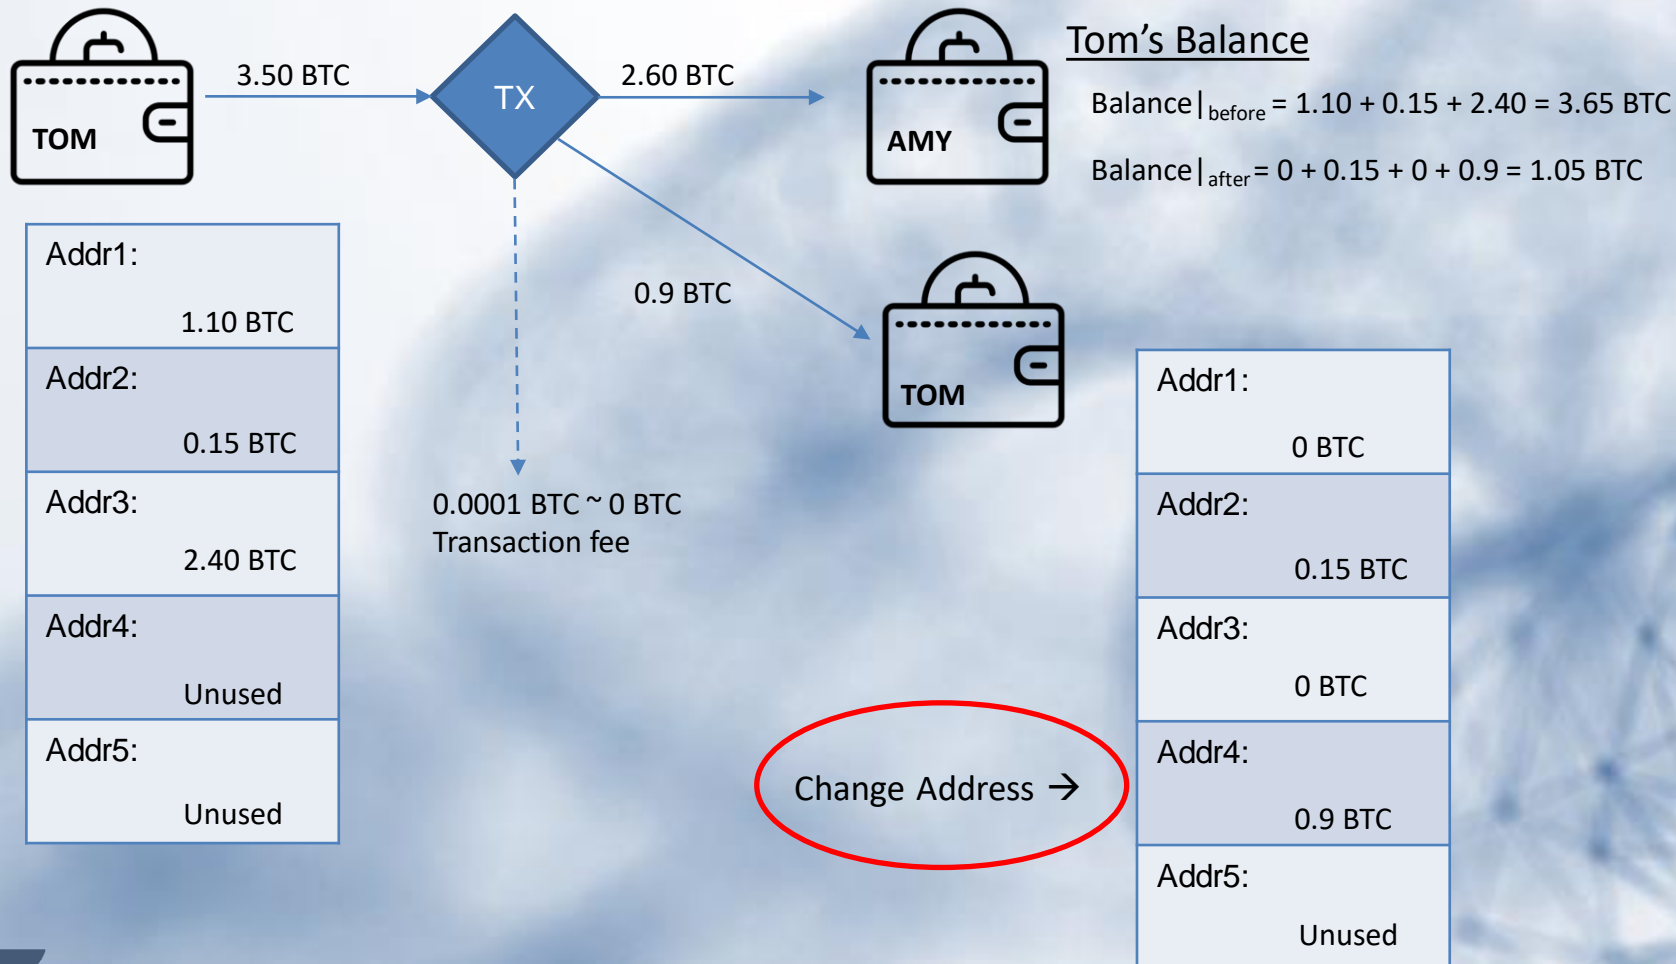 TOM
3.50 BTC
TX
2.60 BTC
AMY
Tom's Balance
Balance|before = 1.10 + 0.15 + 2.40 = 3.65 BTC
Balance|after = 0 + 0.15 + 0 + 0.9 = 1.05 BTC
0.9 BTC
TOM
Addr1:
1.10 BTC
Addr2:
0.15 BTC
Addr3:
2.40 BTC
Addr4:
Unused
Addr5:
Unused
0.0001 BTC ~ 0 BTC
Transaction fee
Change Address →
Addr1:
0 BTC
Addr2:
0.15 BTC
Addr3:
0 BTC
Addr4:
0.9 BTC
Addr5:
Unused